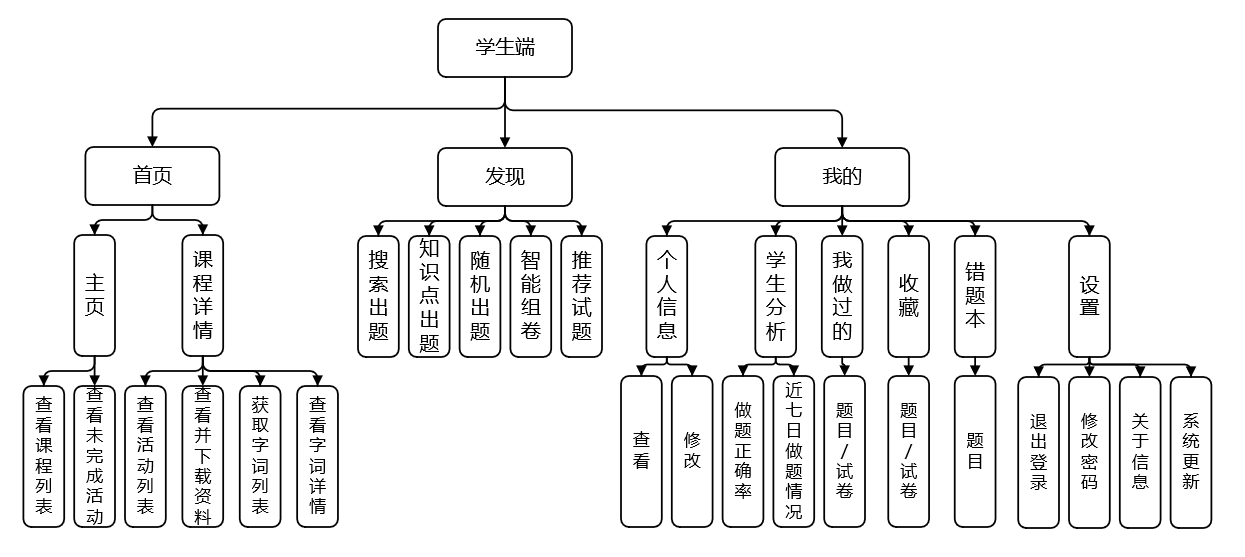 学生端
首页
发现
我的
主页
课程详情
搜索出题
知识点出题
随机出题
智能组卷
推荐试题
个人信息
学生分析
我做过的
收藏
错题本
设置
查看课程列表
查看未完成活动
查看活动列表
查看并下载资料
获取字词列表
查看字词详情
查看
修改
做题正确率
近七日做题情况
题目/试卷
题目/试卷
题目
退出登录
修改密码
关于信息
系统更新